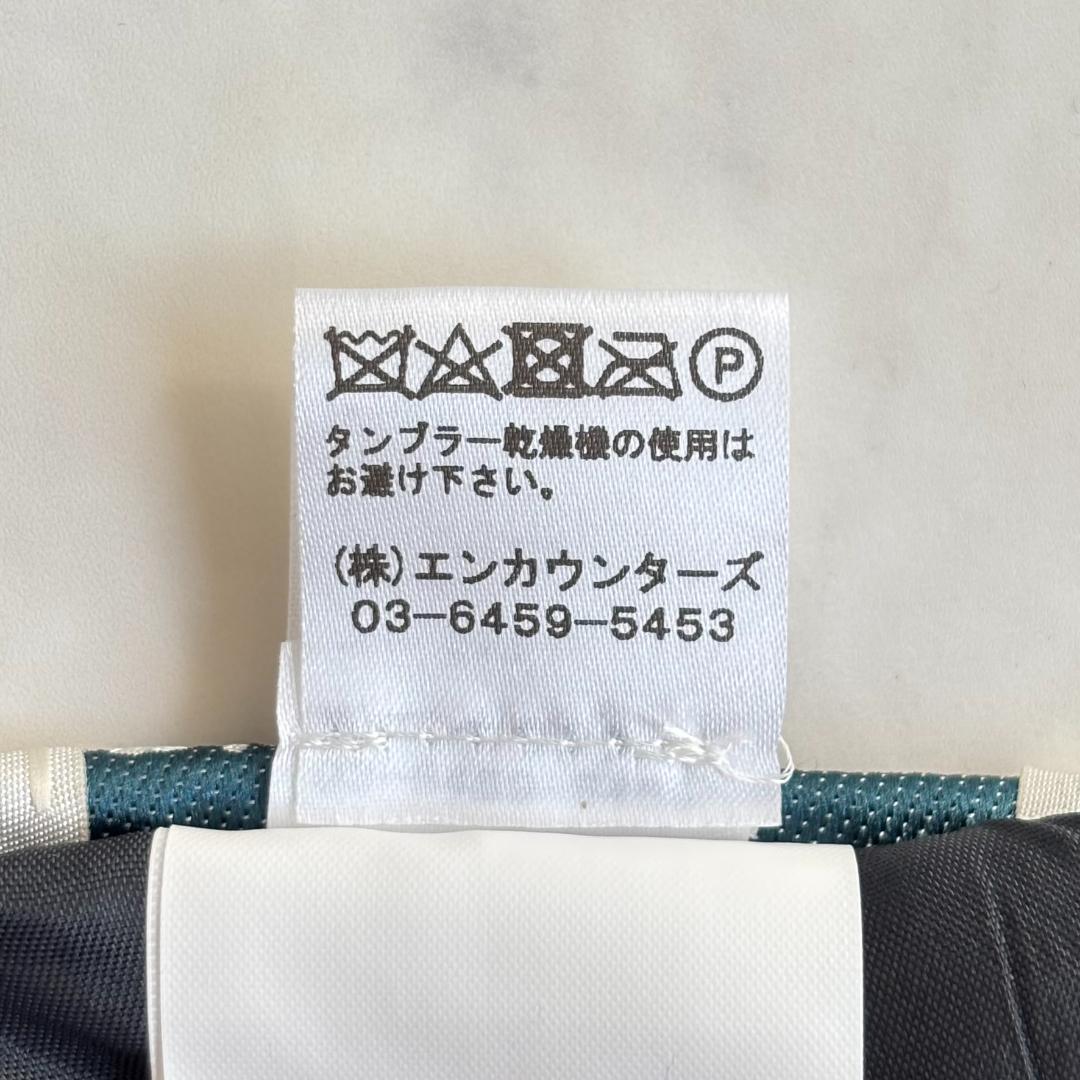 P
タンブラー乾燥機の使用は
お避け下さい。
(株)エンカウンターズ
03-6459-5453